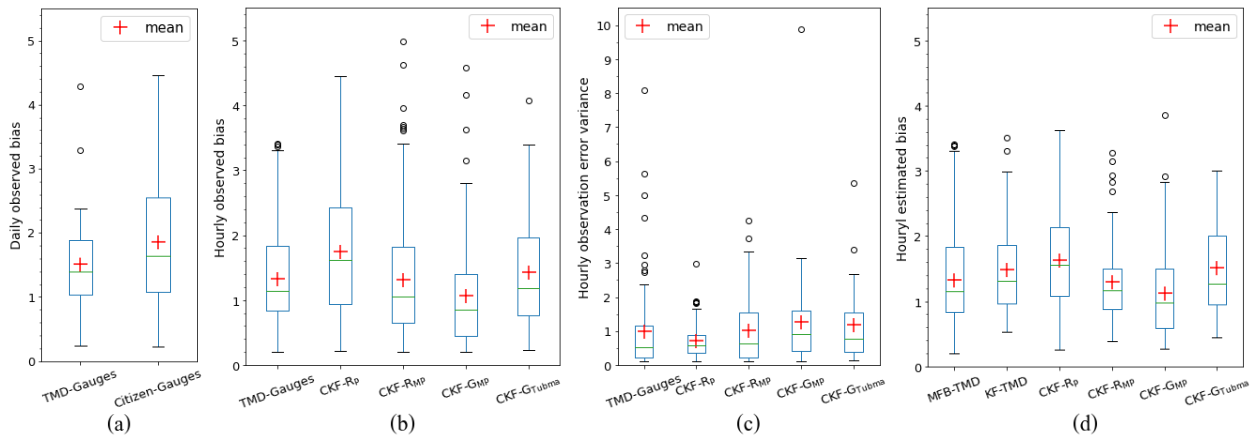 mean
Daily observed bias
5
4
3
2
1
0
TMD-Gauges
Citizen-Gauges
(a)
mean
Hourly observed bias
5
4
3
2
1
0
TMD-Gauges
CKF-RP
CKF-RMP
CKF-GMP
CKF-GTubma
(b)
mean
Hourly observation error variance
10
9
8
7
6
5
4
3
2
1
0
TMD-Gauges
CKF-RP
CKF-RMP
CKF-GMP
CKF-GTubma
(c)
mean
Houryl estimated bias
5
4
3
2
1
0
MFB-TMD
KF-TMD
CKF-RP
CKF-RMP
CKF-GMP
CKF-GTubma
(d)